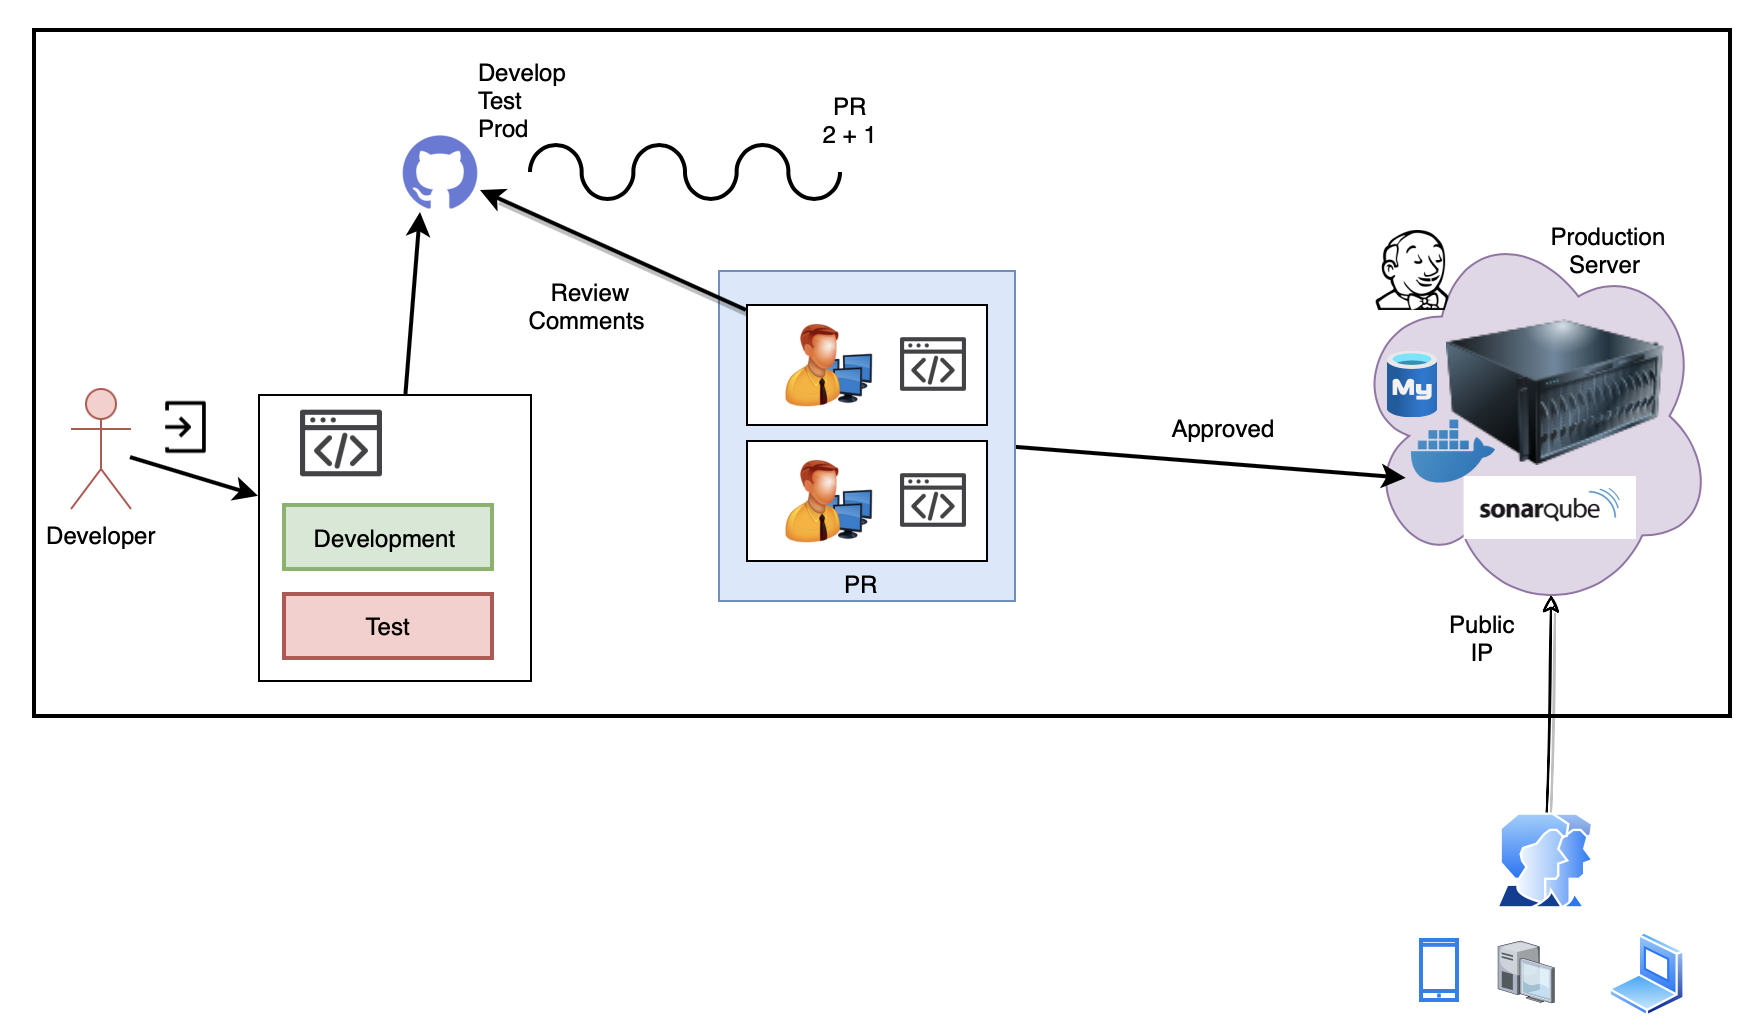 Develop
Test
Prod
PR
2 + 1
Review
Comments
Production
Server
My
Approved
sonarqube
Developer
Development
Test
PR
Public
IP